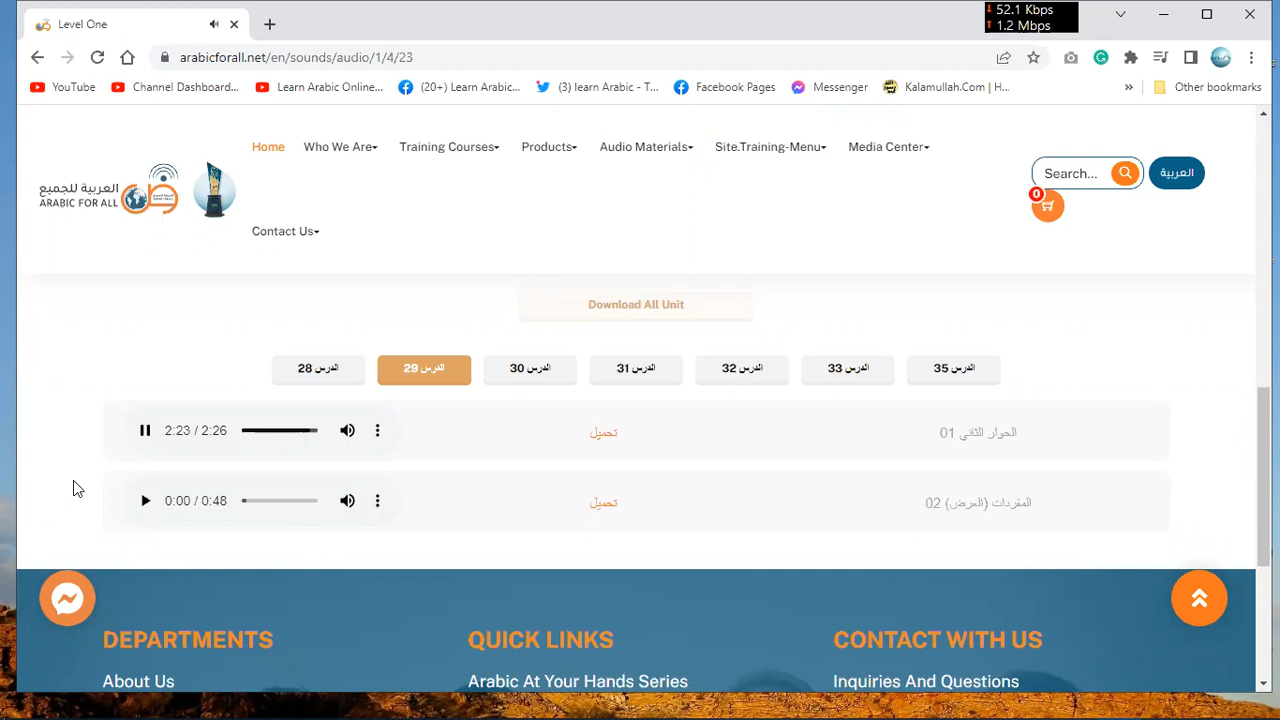 52.1 Kbps
1.2 Mbps
Level One
arabicforall.net/en/sounds/audio/1/4/23
YouTube
Channel Dashboard...
Learn Arabic Online...
(20+) Learn Arabic...
(3) learn Arabic - T...
Facebook Pages
Messenger
Kalamullah.Com | H...
»
Other bookmarks
العربية للجميع
ARABIC FOR ALL
Home
Who We Are
Training Courses
Products
Audio Materials
Site.Training-Menu
Media Center
Contact Us
Search...
العربية
0
Download All Unit
الدرس 28
الدرس 29
الدرس 30
الدرس 31
الدرس 32
الدرس 33
الدرس 35
2:23 / 2:26
تحميل
الحوار الثاني 01
0:00 / 0:48
تحميل
المفردات (العرض) 02
DEPARTMENTS
QUICK LINKS
CONTACT WITH US
About Us
Arabic At Your Hands Series
Inquiries And Questions